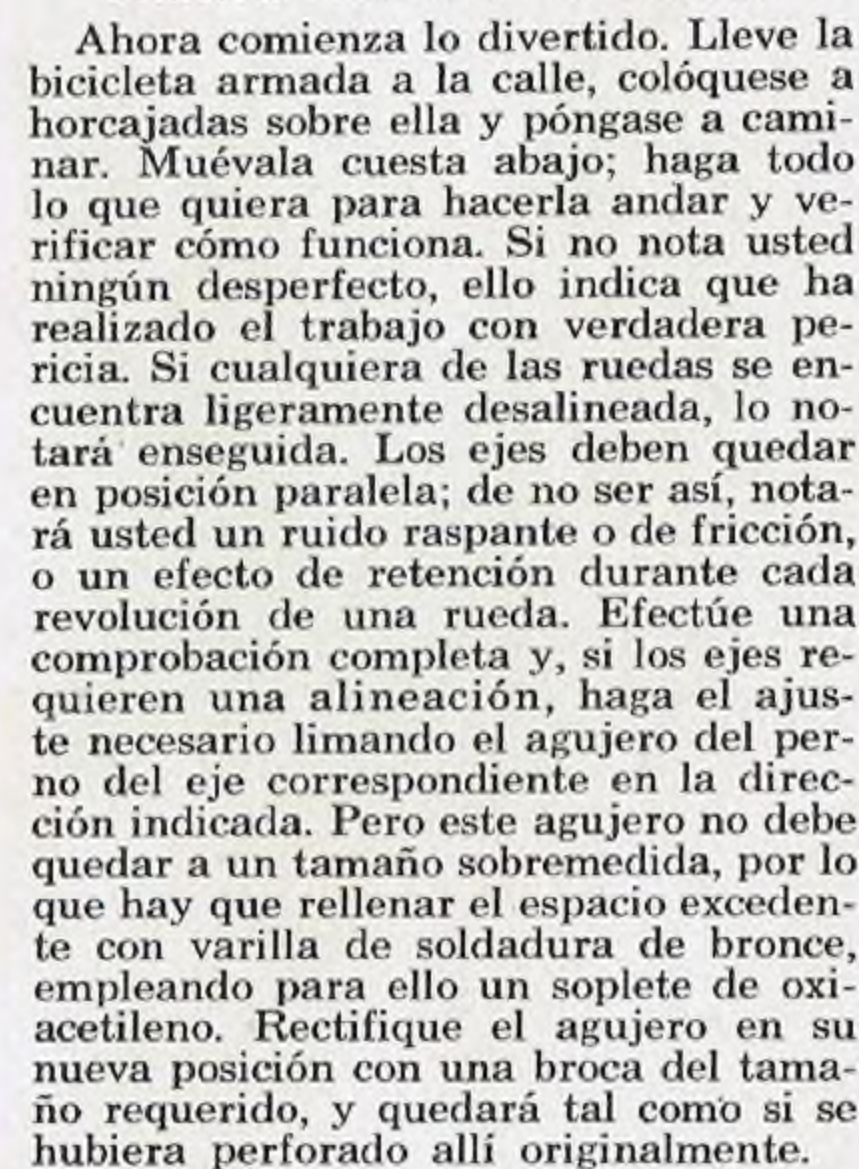 Ahora comienza lo divertido. Lleve la
bicicleta armada a la calle, colóquese a
horcajadas sobre ella y póngase a cami-
nar. Muévala cuesta abajo; haga todo
lo que quiera para hacerla andar y ve-
rificar cómo funciona. Si no nota usted
ningún desperfecto, ello indica que ha
realizado el trabajo con verdadera pe-
ricia. Si cualquiera de las ruedas se en-
cuentra ligeramente desalineada, lo no-
tará enseguida. Los ejes deben quedar
en posición paralela; de no ser así, nota-
rá usted un ruido raspante o de fricción,
o un efecto de retención durante cada
revolución de una rueda. Efectúe una
comprobación completa y, si los ejes re-
quieren una alineación, haga el ajus-
te necesario limando el agujero del per-
no del eje correspondiente en la direc-
ción indicada. Pero este agujero no debe
quedar a un tamaño sobremedida, por lo
que hay que rellenar el espacio exceden-
te con varilla de soldadura de bronce,
empleando para ello un soplete de oxi-
acetileno. Rectifique el agujero en su
nueva posición con una broca del tama-
ño requerido, y quedará tal como si se
hubiera perforado allí originalmente.